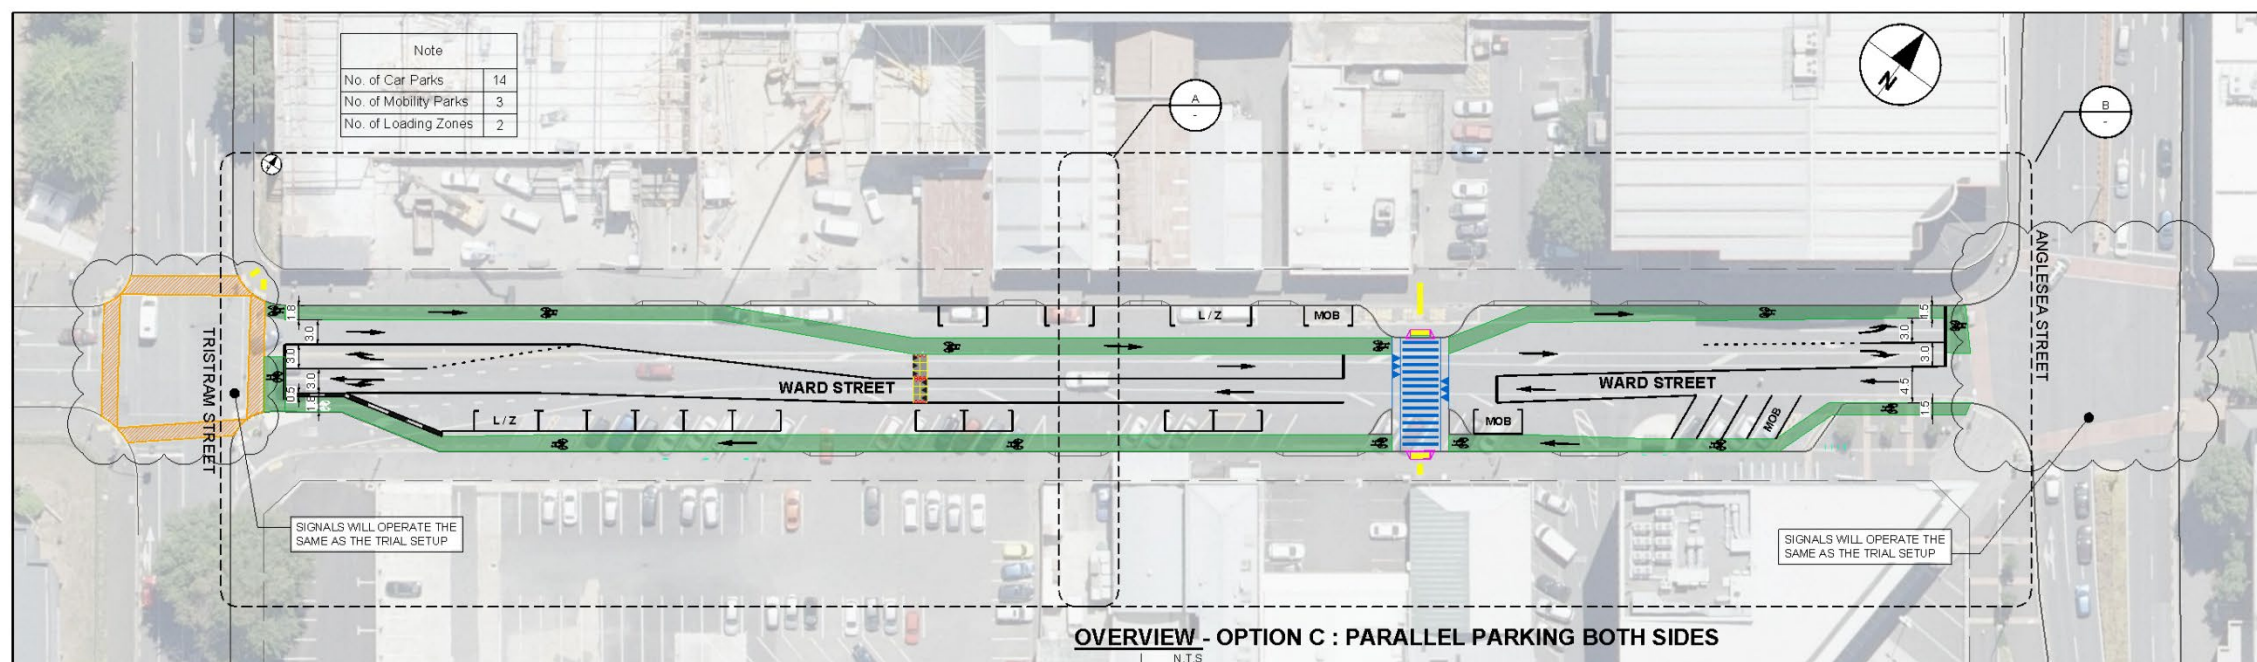 Note
No. of Car Parks 14
No. of Mobility Parks 3
No. of Loading Zones 2
A
-
N
B
-
ANGLESEA STREET
TRISTRAM STREET
1.8
3.0
3.0
3.0
0.5
1.8
L / Z
MOB
1.5
3.0
3.0
4.5
1.5
WARD STREET
WARD STREET
L / Z
MOB
MOB
SIGNALS WILL OPERATE THE
SAME AS THE TRIAL SETUP
SIGNALS WILL OPERATE THE
SAME AS THE TRIAL SETUP
OVERVIEW - OPTION C : PARALLEL PARKING BOTH SIDES
N.T.S